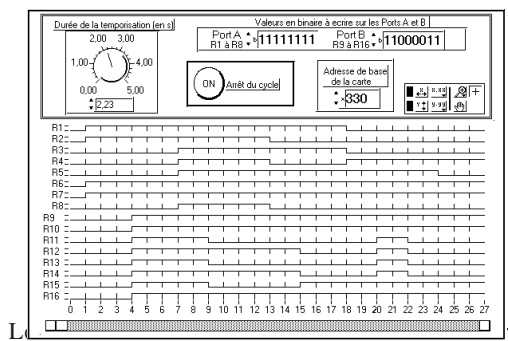 Durée de la temporisation (en s)
2,00 3,00
1,00 4,00
0,00 5,00
2,23
Valeurs en binaire à ecrire sur les Ports A et B
Port A
R1 à R8
b 11111111
Port B
R9 à R16
b 11000011
ON
Arrêt du cycle
Adresse de base
de la carte
x330
R1
R2
R3
R4
R5
R6
R7
R8
R9
R10
R11
R12
R13
R14
R15
R16
0 1 2 3 4 5 6 7 8 9 10 11 12 13 14 15 16 17 18 19 20 21 22 23 24 25 26 27